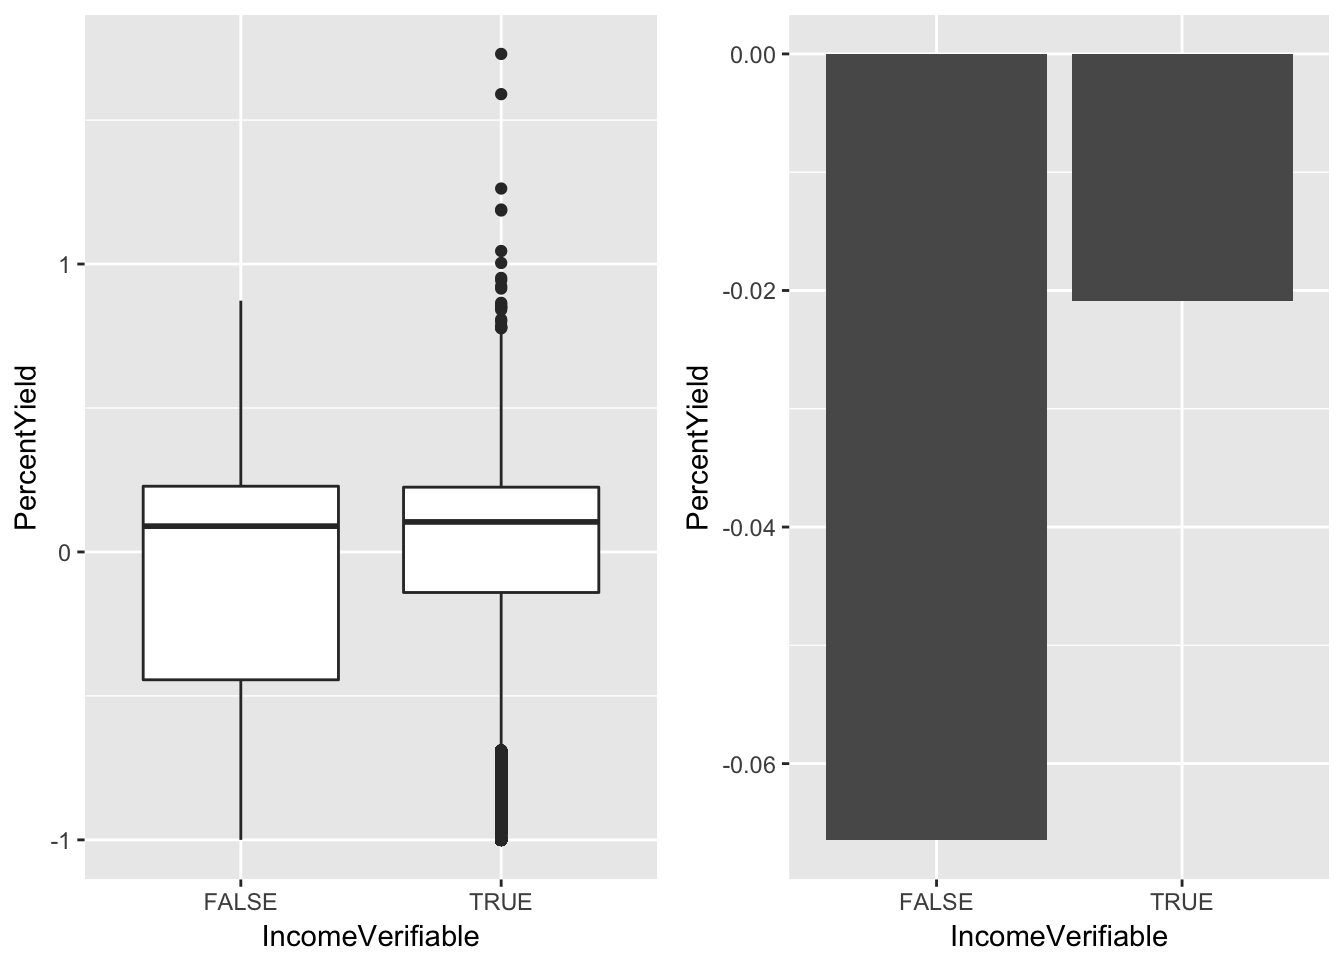 PercentYield
1
0
-1
FALSE
TRUE
IncomeVerifiable
PercentYield
0.00
-0.02
-0.04
-0.06
FALSE
TRUE
IncomeVerifiable